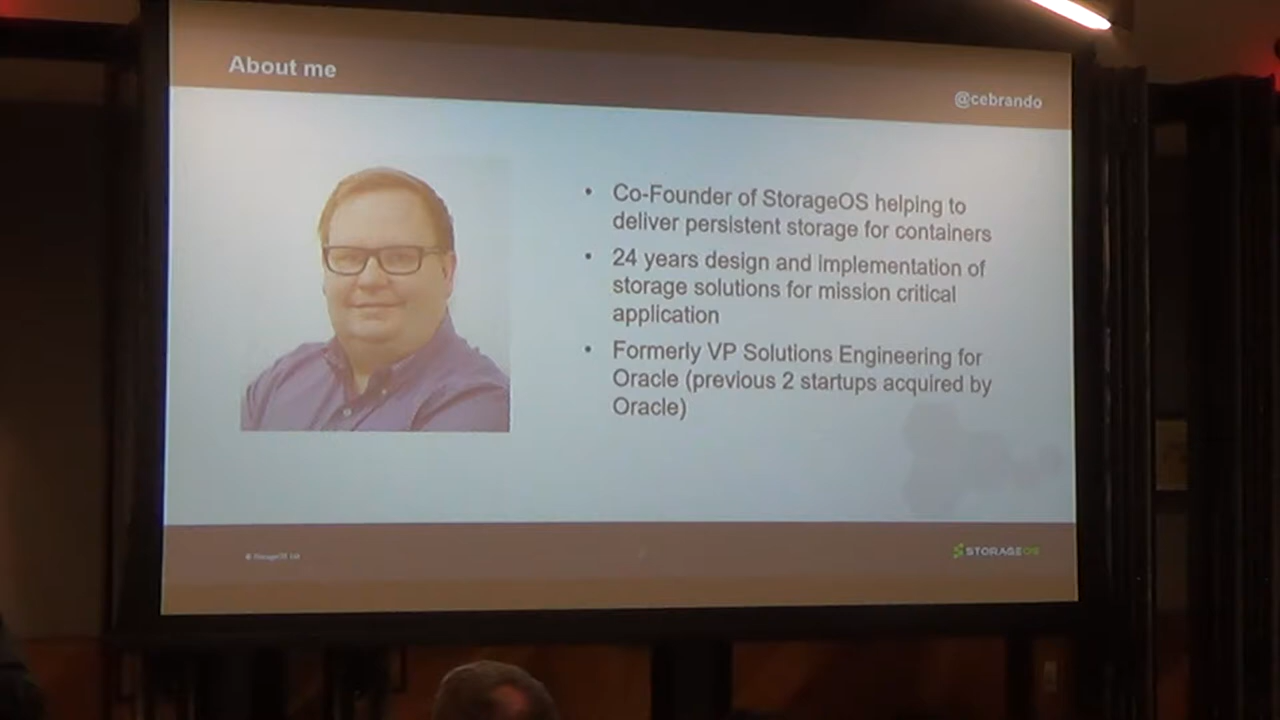 About me
@cebrando
• Co-Founder of StorageOS helping to
deliver persistent storage for containers
• 24 years design and implementation of
storage solutions for mission critical
application
• Formerly VP Solutions Engineering for
Oracle (previous 2 startups acquired by
Oracle)
STORAGEOS